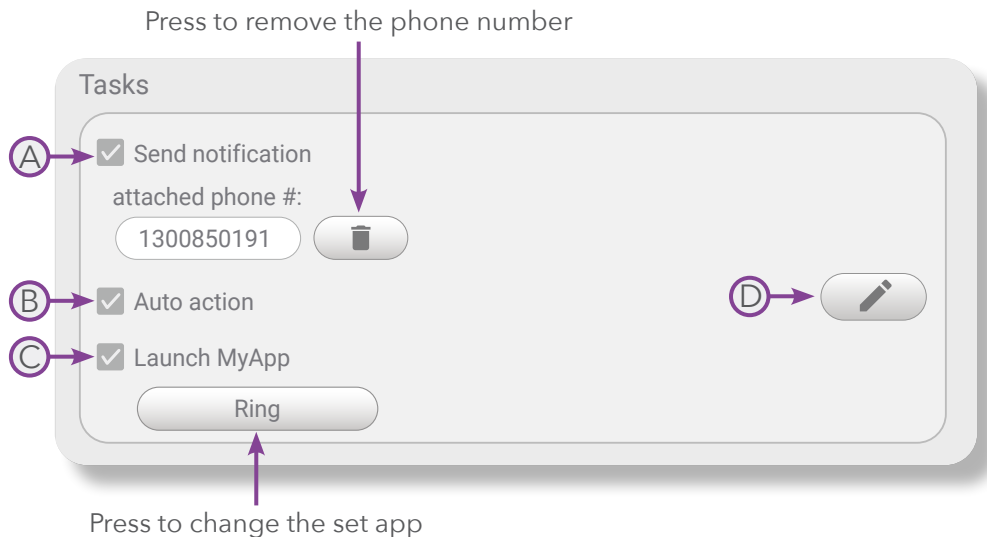 Press to remove the phone number
Tasks
A
Send notification
attached phone #:
1300850191
B
Auto action
D
C
Launch MyApp
Ring
Press to change the set app